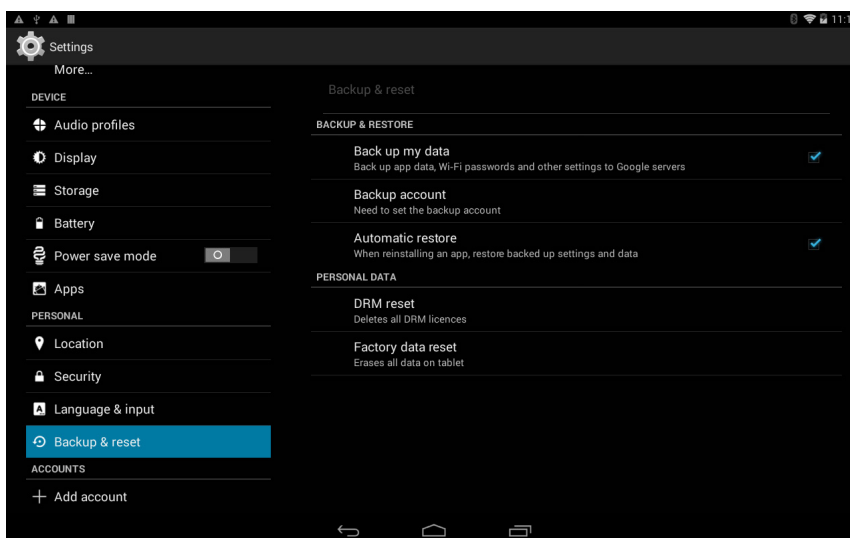 11:1
Settings
More...
DEVICE
Audio profiles
Display
Storage
Battery
Power save mode
Apps
PERSONAL
Location
Security
Language & input
Backup & reset
ACCOUNTS
Add account
Backup & reset
BACKUP & RESTORE
Back up my data
Back up app data, Wi-Fi passwords and other settings to Google servers
Backup account
Need to set the backup account
Automatic restore
When reinstalling an app, restore backed up settings and data
PERSONAL DATA
DRM reset
Deletes all DRM licences
Factory data reset
Erases all data on tablet